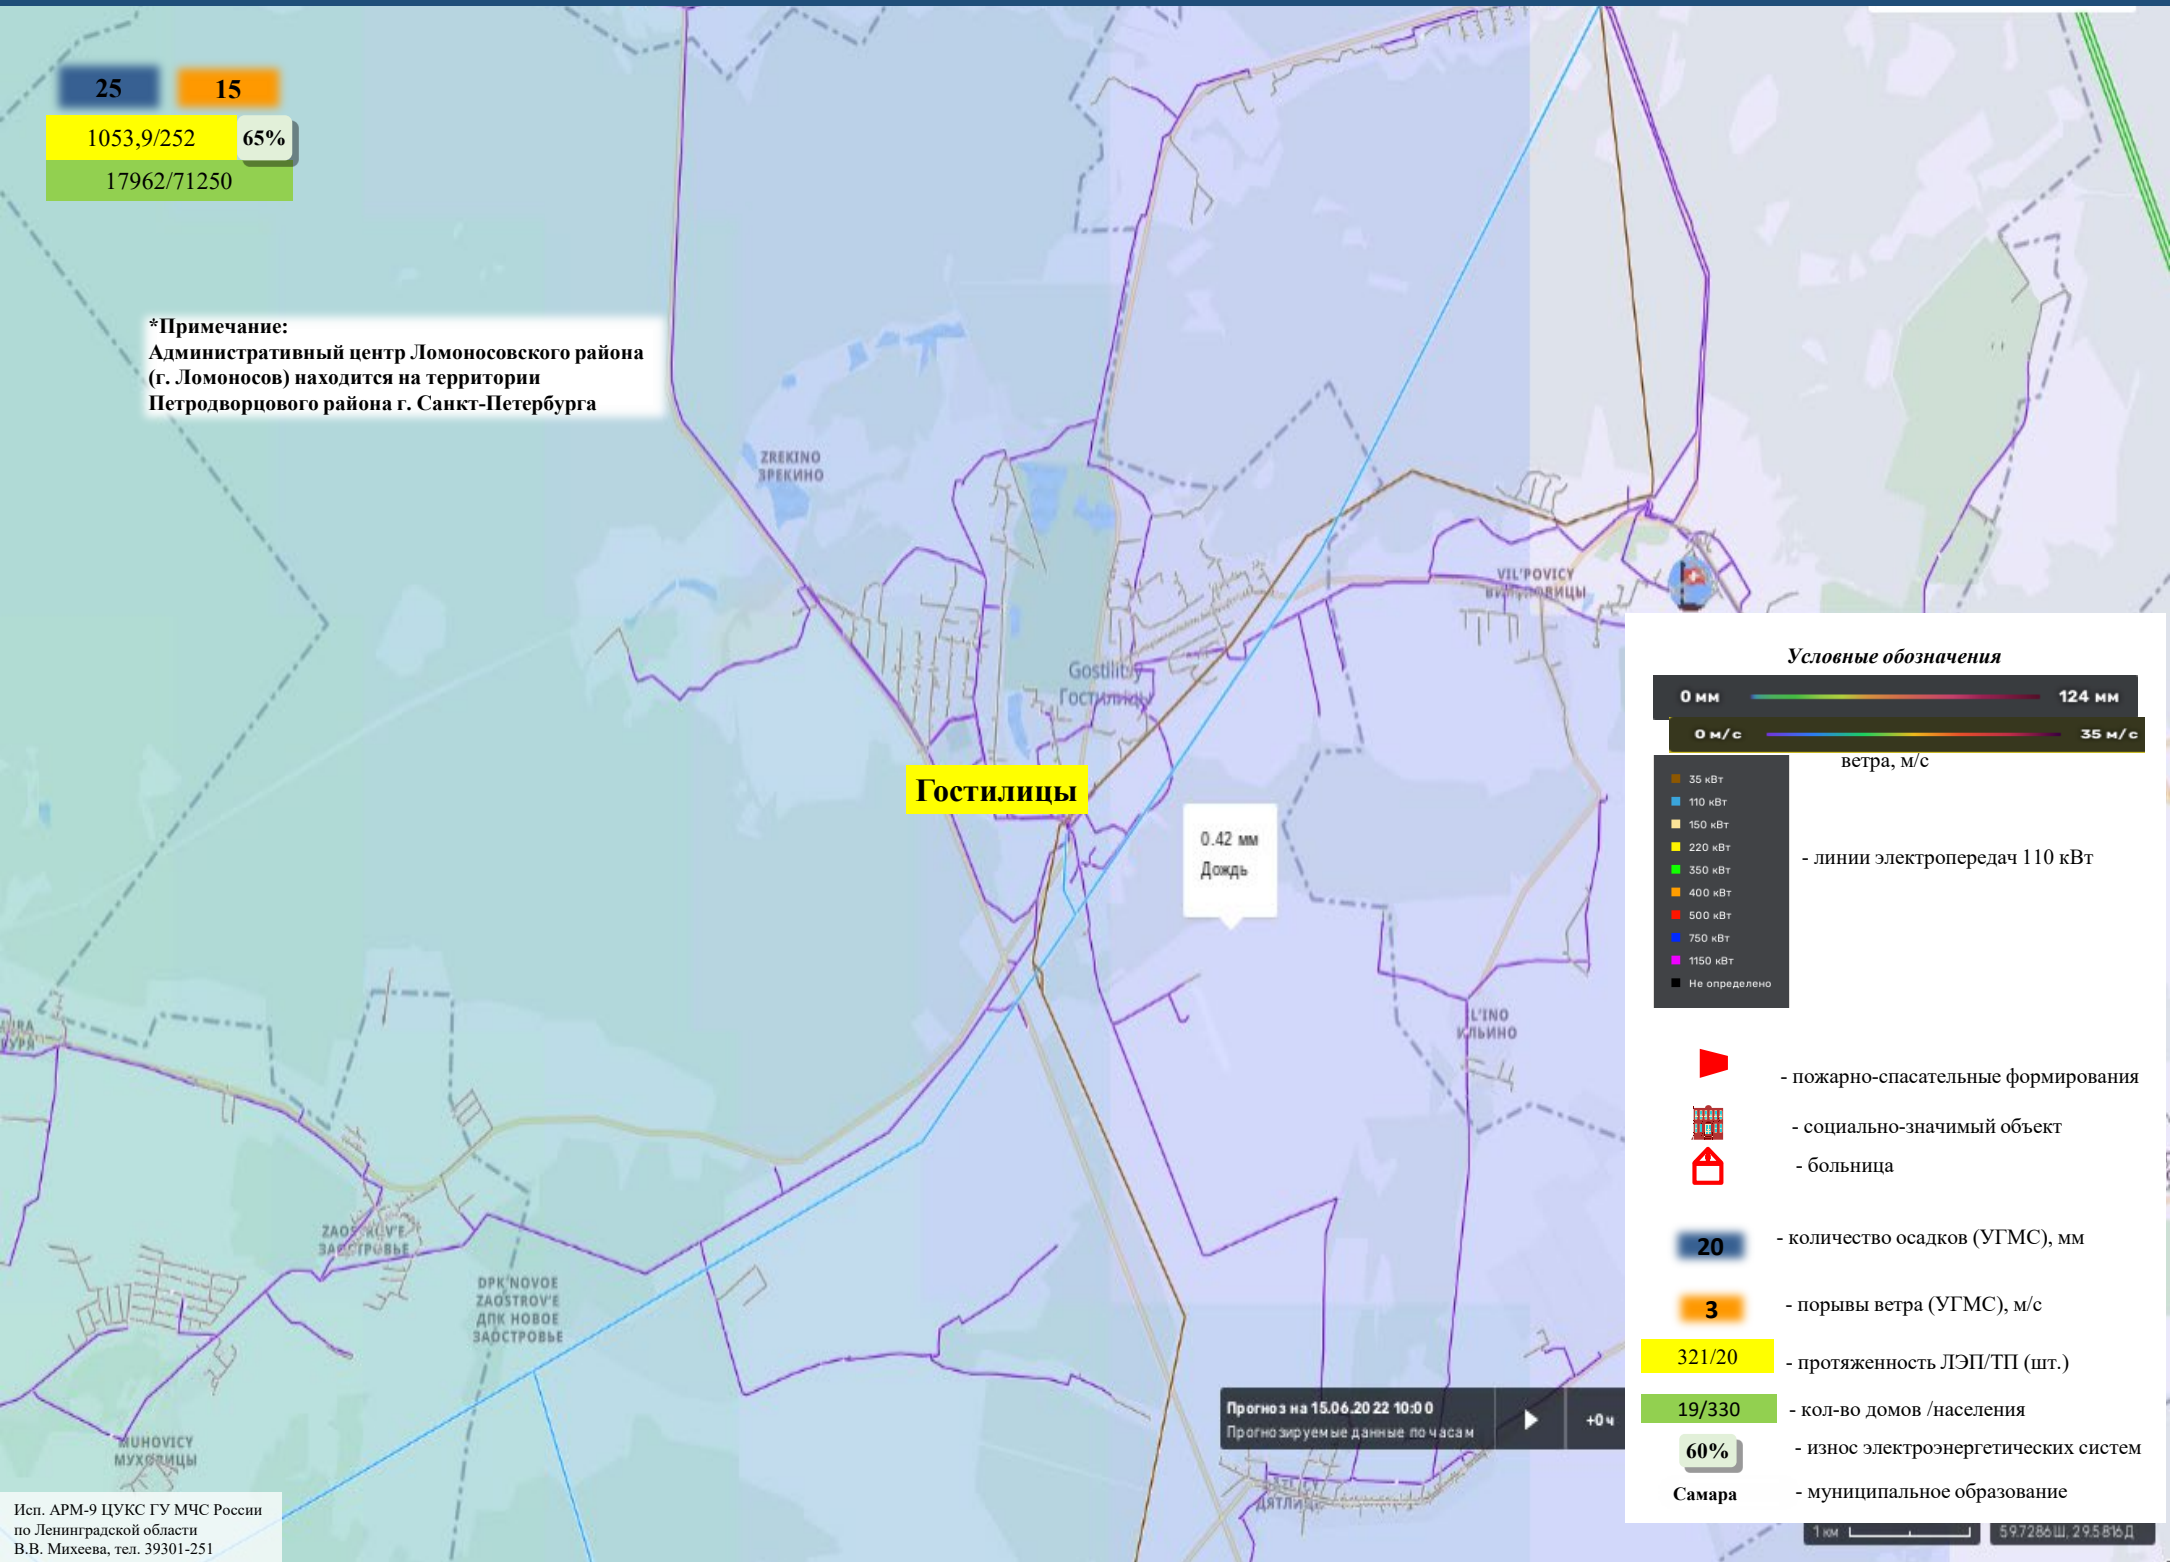 25 15
1053,9/252 65%
17962/71250
*Примечание:
Административный центр Ломоносовского района
(г. Ломоносов) находится на территории
Петродворцового района г. Санкт-Петербурга
ZREKINO
ЗРЕКИНО
VIL'POVICY
Gostilitsy
Гостилицы
Гостилицы
0.42 мм
Дождь
L'INO
ИЛЬИНО
ZAOSTROV'E
ЗАОСТРОВЬЕ
DPK NOVOE
ZAOSTROV'E
ДПК НОВОЕ
ЗАОСТРОВЬЕ
MUHOVICY
МУХОВИЦЫ
Прогноз на 15.06.2022 10:00
Прогнозируемые данные по часам
+0 ч
Условные обозначения
0 мм 124 мм
0 м/с 35 м/с
ветра, м/с
35 кВт
110 кВт
150 кВт
220 кВт
350 кВт
400 кВт
500 кВт
750 кВт
1150 кВт
Не определено
- линии электропередач 110 кВт
- пожарно-спасательные формирования
- социально-значимый объект
- больница
20 - количество осадков (УГМС), мм
3 - порывы ветра (УГМС), м/с
321/20 - протяженность ЛЭП/ТП (шт.)
19/330 - кол-во домов /населения
60% - износ электроэнергетических систем
Самара - муниципальное образование
1 км
59.7286 Ш, 29.5816 Д
Исп. АРМ-9 ЦУКС ГУ МЧС России
по Ленинградской области
В.В. Михеева, тел. 39301-251